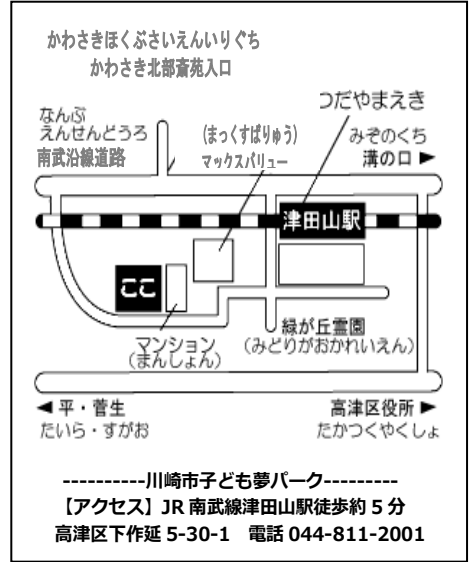 かわさきほくぶさいえんいりぐち
かわさき北部斎苑入口
つだやまえき
なんぶ
えんせんどうろ
南武沿線道路
(まっくすばりゅう)
マックスバリュー
みぞのくち
溝の口 ▶
津田山駅
ここ
マンション
(まんしょん)
緑が丘霊園
(みどりがおかれいえん)
◀ 平・菅生
たいら・すがお
高津区役所 ▶
たかつくやくしょ
----------川崎市子ども夢パーク---------
【アクセス】JR 南武線津田山駅徒歩約 5 分
高津区下作延 5-30-1　電話 044-811-2001